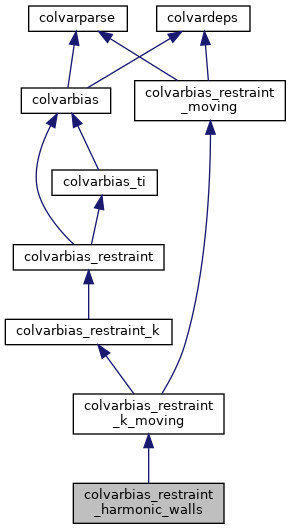 colvarparse
colvardeps
colvarbias
colvarbias_restraint
_moving
colvarbias_ti
colvarbias_restraint
colvarbias_restraint_k
colvarbias_restraint
_k_moving
colvarbias_restraint
_harmonic_walls